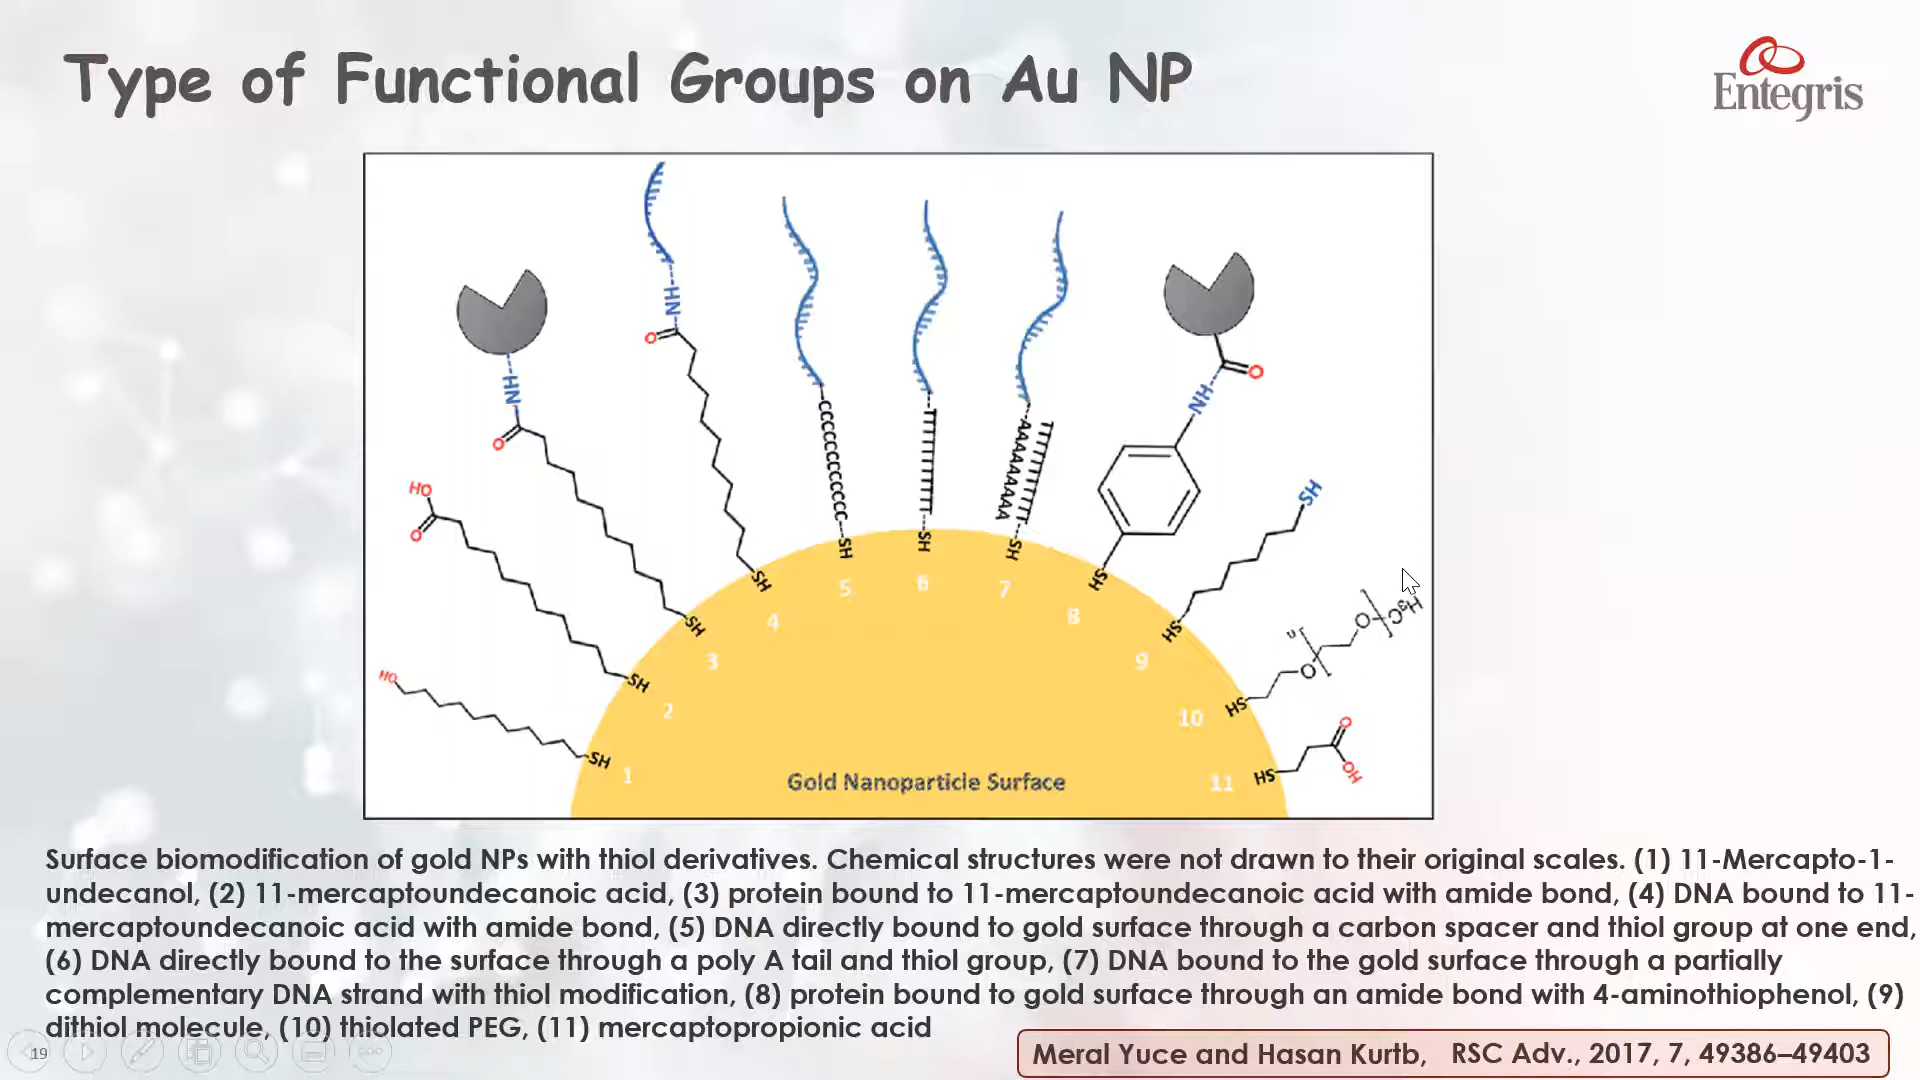 Type of Functional Groups on Au NP
Entegris
HN
O
HN
O
HO
O
HO
SH
SH
SH
SH
CCCCCCCCCCC
SH
TTTTTTTTTTT
SH
AAAAAAAAA
TTTTTTTTTT
SH
O
HN
SH
SH
SH
H₃C
O
n
O
HS
O
OH
HS
1
2
3
4
5
6
7
8
9
10
11
Gold Nanoparticle Surface
Surface biomodification of gold NPs with thiol derivatives. Chemical structures were not drawn to their original scales. (1) 11-Mercapto-1-
undecanol, (2) 11-mercaptoundecanoic acid, (3) protein bound to 11-mercaptoundecanoic acid with amide bond, (4) DNA bound to 11-
mercaptoundecanoic acid with amide bond, (5) DNA directly bound to gold surface through a carbon spacer and thiol group at one end,
(6) DNA directly bound to the surface through a poly A tail and thiol group, (7) DNA bound to the gold surface through a partially
complementary DNA strand with thiol modification, (8) protein bound to gold surface through an amide bond with 4-aminothiophenol, (9)
dithiol molecule, (10) thiolated PEG, (11) mercaptopropionic acid
19
Meral Yuce and Hasan Kurtb, RSC Adv., 2017, 7, 49386–49403